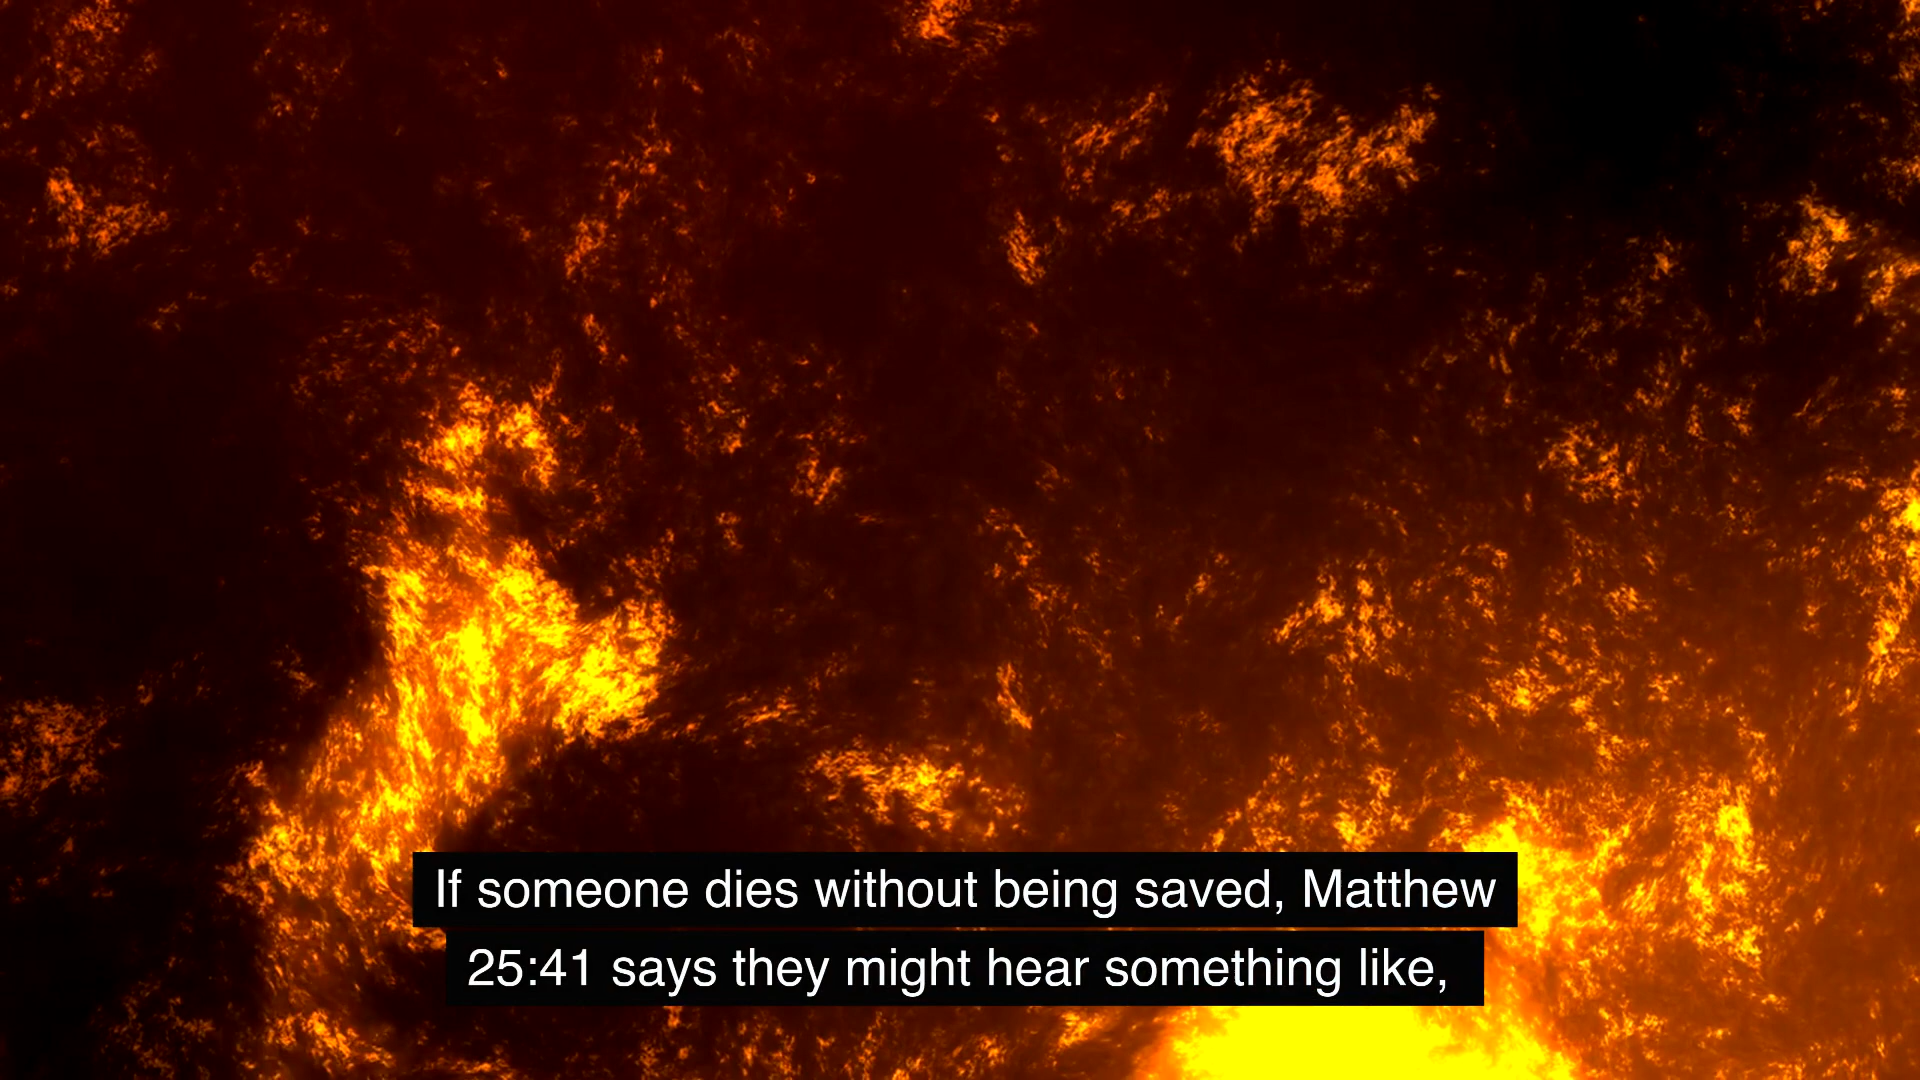 If someone dies without being saved, Matthew
25:41 says they might hear something like,